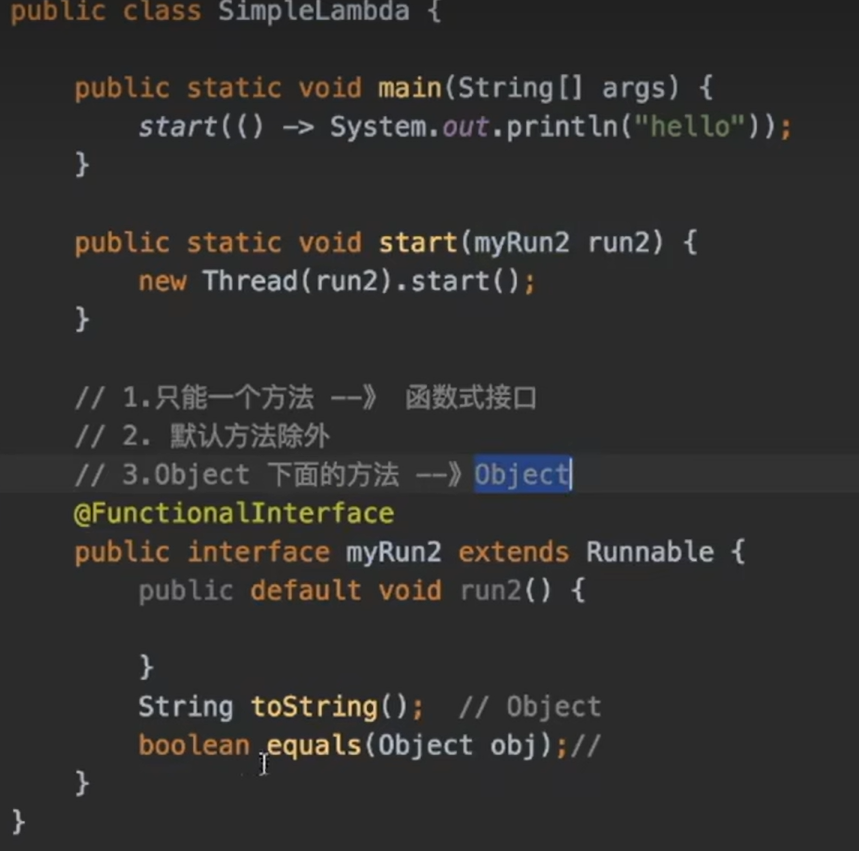 public class SimpleLambda {
public static void main(String[] args) {
start(() -> System.out.println("hello"));
}
public static void start(myRun2 run2) {
new Thread(run2).start();
}
// 1.只能一个方法 --》 函数式接口
// 2. 默认方法除外
// 3.Object 下面的方法 --》Object
@FunctionalInterface
public interface myRun2 extends Runnable {
public default void run2() {
}
String toString(); // Object
boolean equals(Object obj);//
}
}